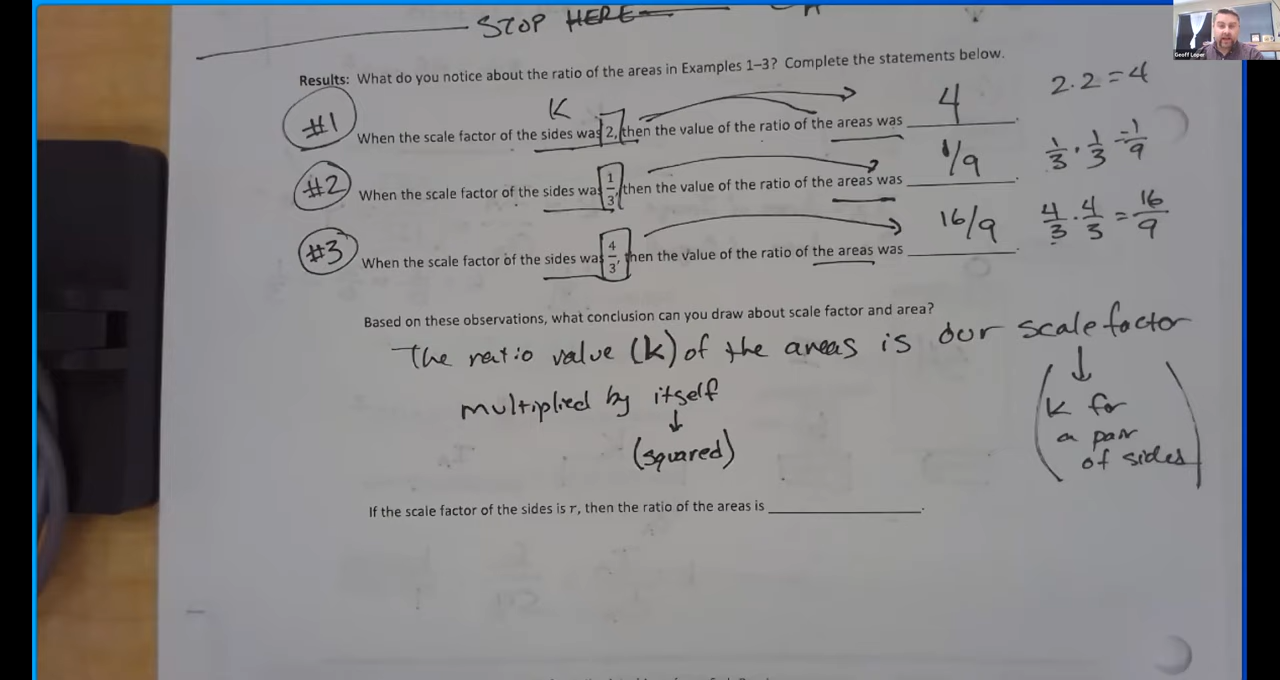 STOP HERE
Results: What do you notice about the ratio of the areas in Examples 1–3? Complete the statements below.
2.2=4
K
#1 When the scale factor of the sides was 2, then the value of the ratio of the areas was 4.
1/3 · 1/3 = 1/9
#2 When the scale factor of the sides was 1/3, then the value of the ratio of the areas was 1/9.
4/3 · 4/3 = 16/9
#3 When the scale factor of the sides was 4/3, then the value of the ratio of the areas was 16/9.
Based on these observations, what conclusion can you draw about scale factor and area?
The ratio value (k) of the areas is our scale factor
multiplied by itself
(squared)
(k for
a pair
of sides)
If the scale factor of the sides is r, then the ratio of the areas is ____________.
Geoff Loper